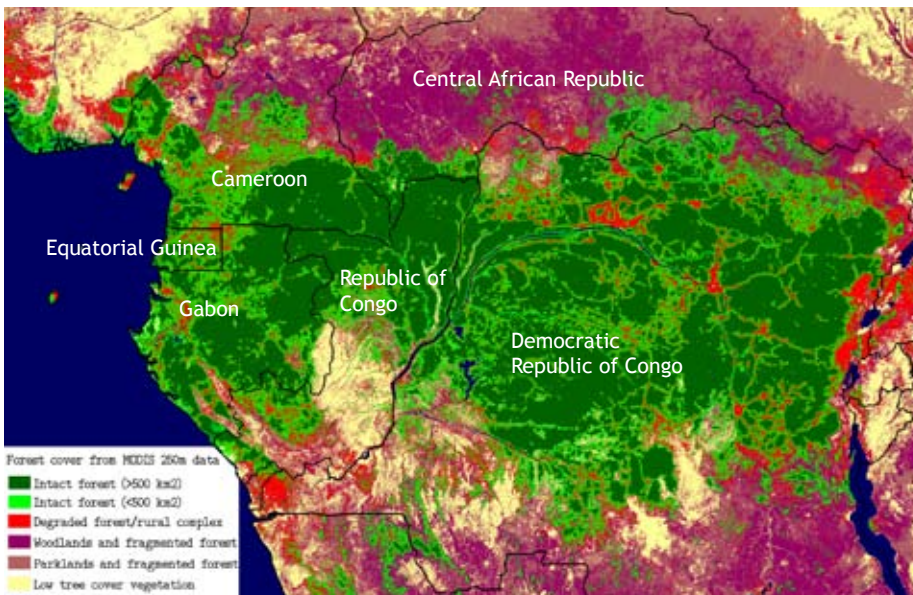 Central African Republic
Cameroon
Equatorial Guinea
Republic of
Congo
Gabon
Democratic
Republic of Congo
Forest cover from MODIS 250m data
Intact forest (>500 km2)
Intact forest (<500 km2)
Degraded forest/rural complex
Woodlands and fragmented forest
Parklands and fragmented forest
Low tree cover vegetation